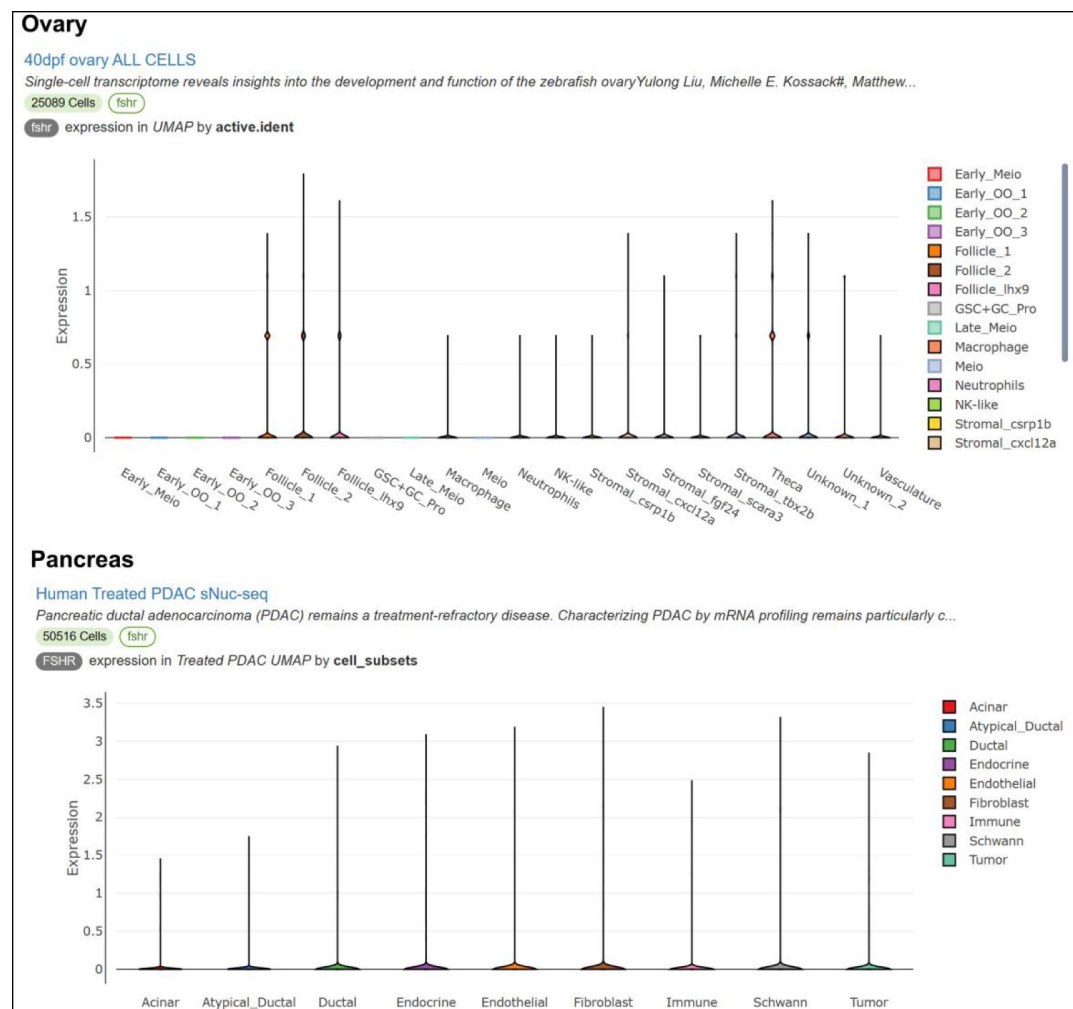 Ovary
40dpf ovary ALL CELLS
Single-cell transcriptome reveals insights into the development and function of the zebrafish ovaryYulong Liu, Michelle E. Kossack#, Matthew...
25089 Cells fshr
fshr expression in UMAP by active.ident
Expression
1.5
1
0.5
0
Early_Meio
Early_OO_1
Early_OO_2
Early_OO_3
Follicle_1
Follicle_2
Follicle_lhx9
GSC+GC_Pro
Late_Meio
Macrophage
Meio
Neutrophils
NK-like
Stromal_csrp1b
Stromal_cxcl12a
Stromal_fgf24
Stromal_scara3
Stromal_tbx2b
Theca
Unknown_1
Unknown_2
Vasculature
Early_Meio
Early_OO_1
Early_OO_2
Early_OO_3
Follicle_1
Follicle_2
Follicle_lhx9
GSC+GC_Pro
Late_Meio
Macrophage
Meio
Neutrophils
NK-like
Stromal_csrp1b
Stromal_cxcl12a
Pancreas
Human Treated PDAC sNuc-seq
Pancreatic ductal adenocarcinoma (PDAC) remains a treatment-refractory disease. Characterizing PDAC by mRNA profiling remains particularly c...
50516 Cells fshr
FSHR expression in Treated PDAC UMAP by cell_subsets
Expression
3.5
3
2.5
2
1.5
1
0.5
0
Acinar Atypical_Ductal Ductal Endocrine Endothelial Fibroblast Immune Schwann Tumor
Acinar
Atypical_Ductal
Ductal
Endocrine
Endothelial
Fibroblast
Immune
Schwann
Tumor